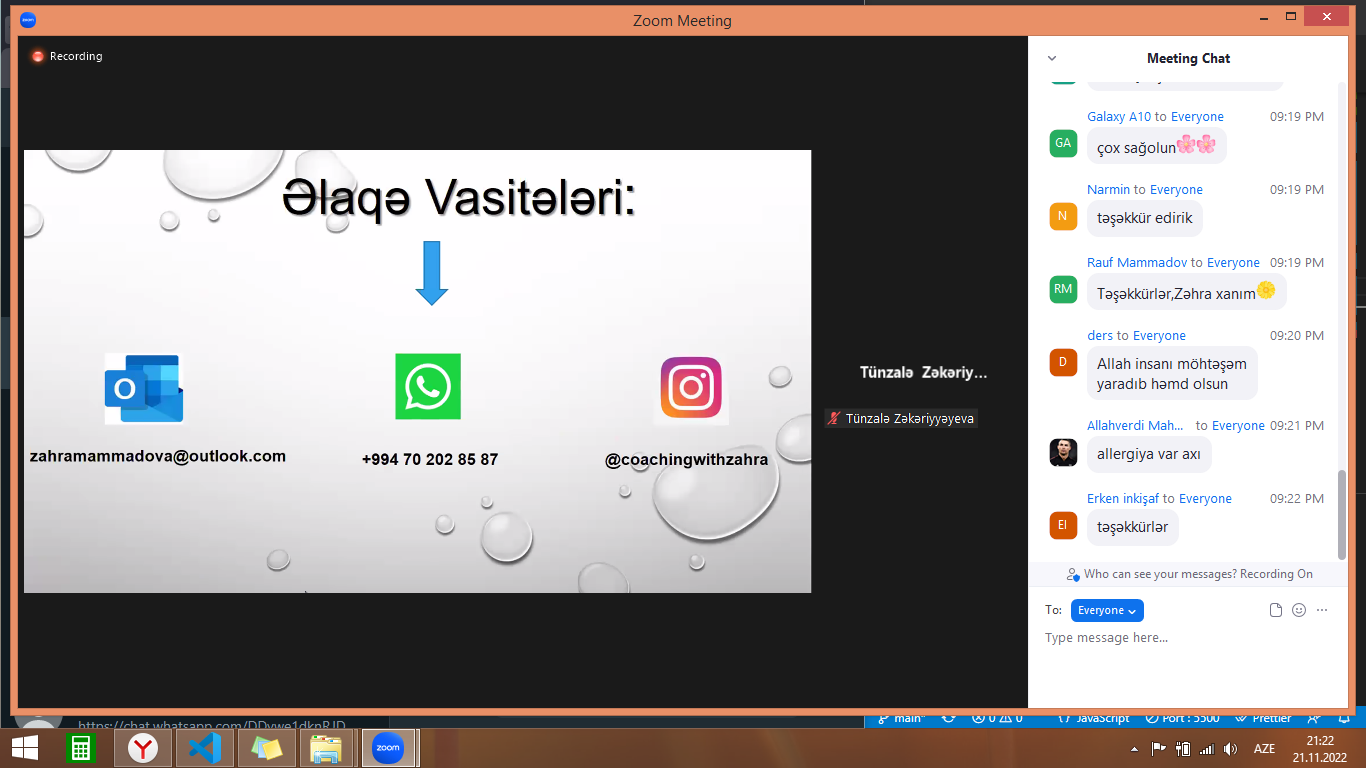 zoom
Zoom Meeting
Recording
Əlaqə Vasitələri:
zahramammadova@outlook.com
+994 70 202 85 87
@coachingwithzahra
Tünzalə Zəkəriy...
Tünzalə Zəkəriyyəyeva
Meeting Chat
Galaxy A10 to Everyone 09:19 PM
GA
çox sağolun🌸🌸
Narmin to Everyone 09:19 PM
N
təşəkkür edirik
Rauf Mammadov to Everyone 09:19 PM
RM
Təşəkkürlər,Zəhra xanım🌼
ders to Everyone 09:20 PM
D
Allah insanı möhtəşəm
yaradıb həmd olsun
Allahverdi Mah... to Everyone 09:21 PM
allergiya var axı
Erken inkişaf to Everyone 09:22 PM
EI
təşəkkürlər
Who can see your messages? Recording On
To: Everyone
Type message here...
main* 0 0 JavaScript Port : 5500 Prettier
zoom
AZE
21:22
21.11.2022